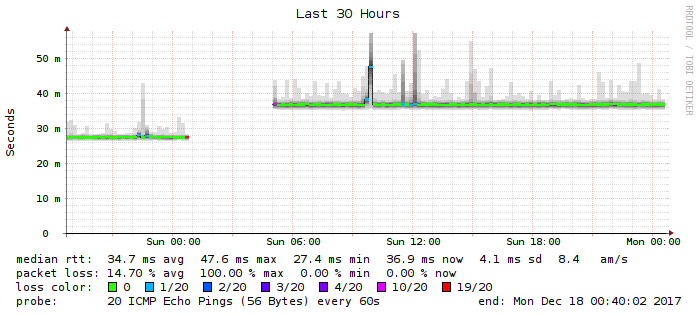 Last 30 Hours
RRDTOOL / TOBI OETIKER
Seconds
50 m
40 m
30 m
20 m
10 m
0
Sun 00:00 Sun 06:00 Sun 12:00 Sun 18:00 Mon 00:00
median rtt: 34.7 ms avg 47.6 ms max 27.4 ms min 36.9 ms now 4.1 ms sd 8.4 am/s
packet loss: 14.70 % avg 100.00 % max 0.00 % min 0.00 % now
loss color: 0 1/20 2/20 3/20 4/20 10/20 19/20
probe: 20 ICMP Echo Pings (56 Bytes) every 60s end: Mon Dec 18 00:40:02 2017